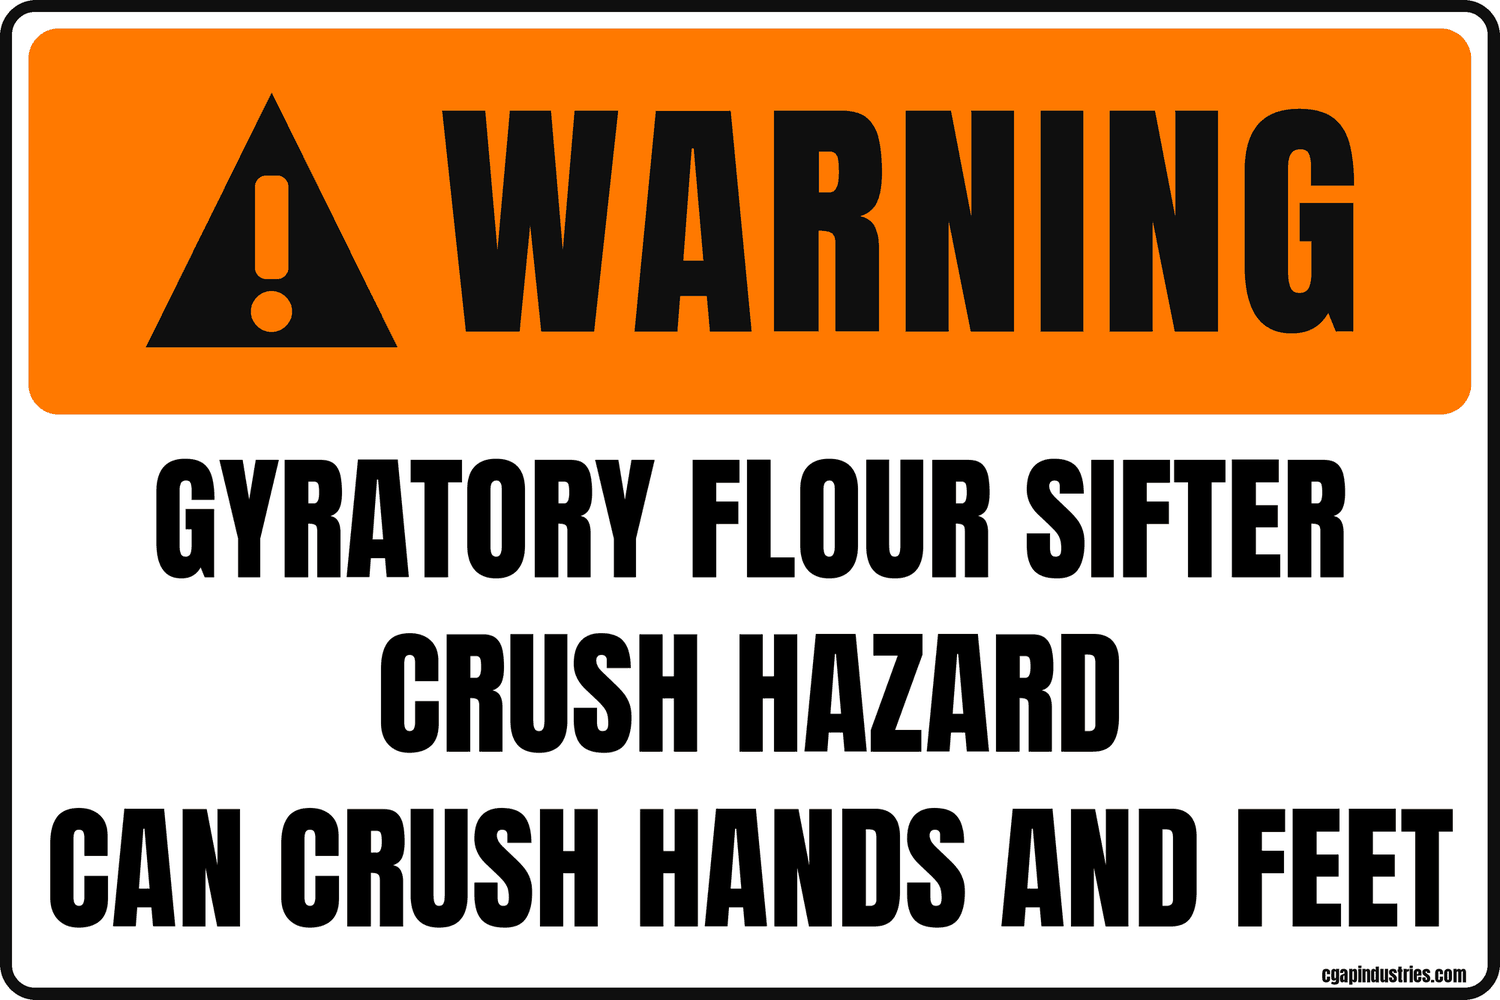 WARNING
GYRATORY FLOUR SIFTER
CRUSH HAZARD
CAN CRUSH HANDS AND FEET
cgapindustries.com